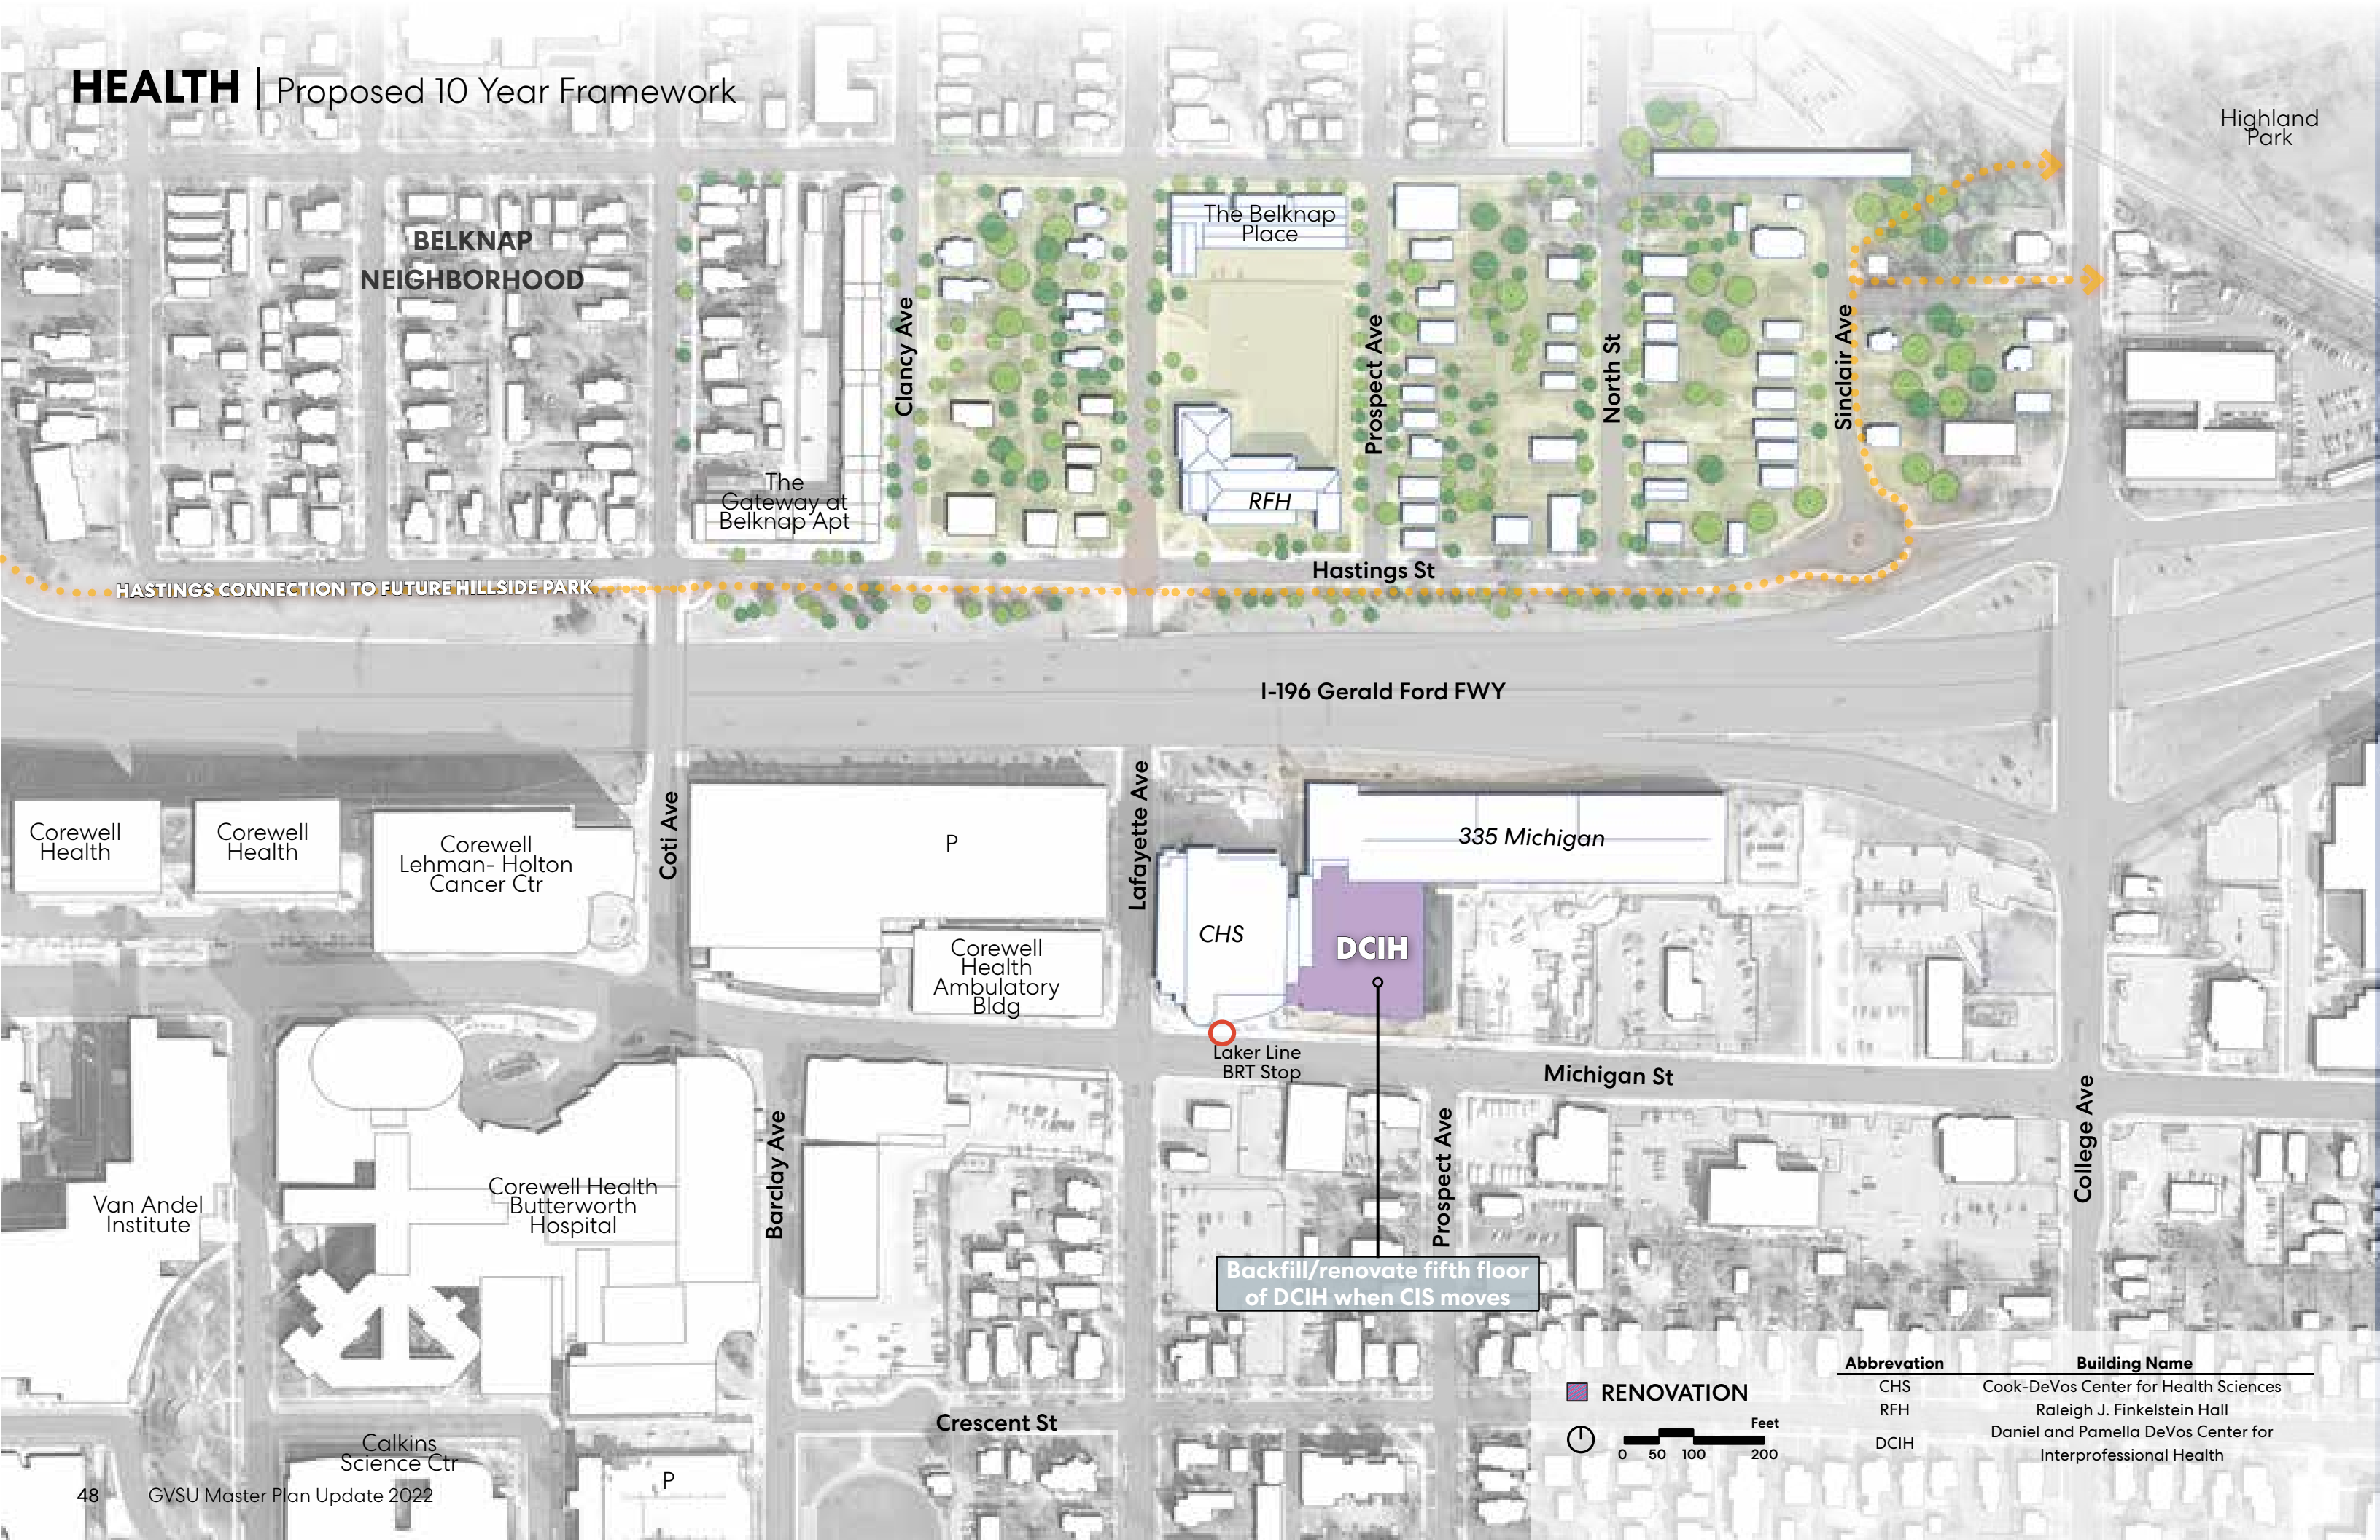 HEALTH | Proposed 10 Year Framework
Highland
Park
BELKNAP
NEIGHBORHOOD
The Belknap
Place
Clancy Ave
Prospect Ave
North St
Sinclair Ave
The
Gateway at
Belknap Apt
RFH
Hastings St
HASTINGS CONNECTION TO FUTURE HILLSIDE PARK
I-196 Gerald Ford FWY
Corewell
Health
Corewell
Health
Corewell
Lehman- Holton
Cancer Ctr
Coti Ave
P
Lafayette Ave
335 Michigan
CHS
DCIH
Corewell
Health
Ambulatory
Bldg
Laker Line
BRT Stop
Michigan St
Barclay Ave
Prospect Ave
College Ave
Van Andel
Institute
Corewell Health
Butterworth
Hospital
Backfill/renovate fifth floor
of DCIH when CIS moves
Crescent St
Calkins
Science Ctr
P
RENOVATION
Feet
0 50 100 200
Abbrevation Building Name
CHS Cook-DeVos Center for Health Sciences
RFH Raleigh J. Finkelstein Hall
DCIH Daniel and Pamella DeVos Center for
Interprofessional Health
48 GVSU Master Plan Update 2022